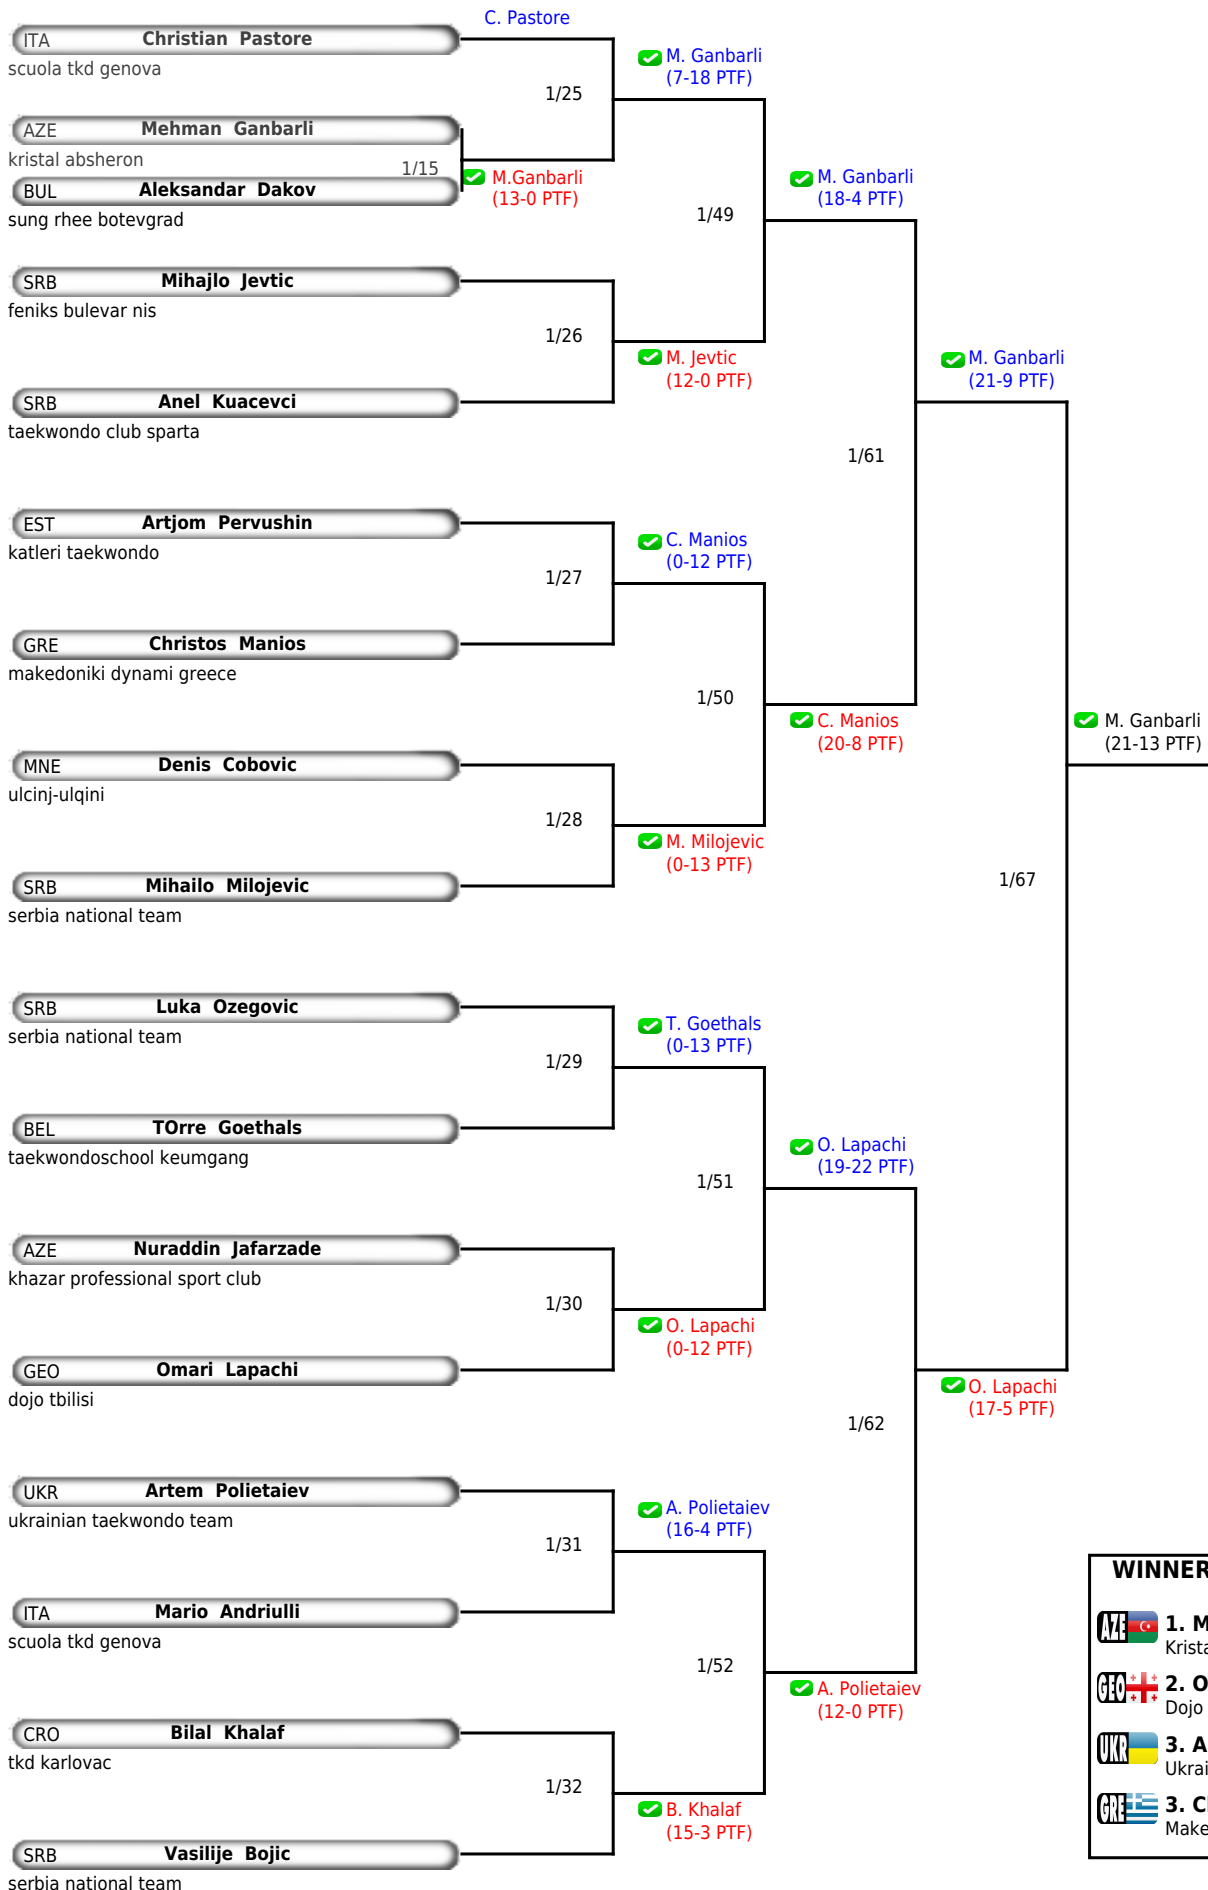 C. Pastore
ITA Christian Pastore
scuola tkd genova
M. Ganbarli
(7-18 PTF)
1/25
AZE Mehman Ganbarli
kristal absheron
1/15
M.Ganbarli
(13-0 PTF)
BUL Aleksandar Dakov
sung rhee botevgrad
M. Ganbarli
(18-4 PTF)
1/49
SRB Mihajlo Jevtic
feniks bulevar nis
1/26
M. Jevtic
(12-0 PTF)
M. Ganbarli
(21-9 PTF)
SRB Anel Kuacevci
taekwondo club sparta
1/61
EST Artjom Pervushin
katleri taekwondo
C. Manios
(0-12 PTF)
1/27
GRE Christos Manios
makedoniki dynami greece
1/50
C. Manios
(20-8 PTF)
M. Ganbarli
(21-13 PTF)
MNE Denis Cobovic
ulcinj-ulqini
1/28
M. Milojevic
(0-13 PTF)
SRB Mihailo Milojevic
serbia national team
1/67
SRB Luka Ozegovic
serbia national team
T. Goethals
(0-13 PTF)
1/29
BEL TOrre Goethals
taekwondoschool keumgang
O. Lapachi
(19-22 PTF)
1/51
AZE Nuraddin Jafarzade
khazar professional sport club
1/30
O. Lapachi
(0-12 PTF)
GEO Omari Lapachi
dojo tbilisi
O. Lapachi
(17-5 PTF)
1/62
UKR Artem Polietaiev
ukrainian taekwondo team
A. Polietaiev
(16-4 PTF)
1/31
ITA Mario Andriulli
scuola tkd genova
1/52
A. Polietaiev
(12-0 PTF)
CRO Bilal Khalaf
tkd karlovac
1/32
B. Khalaf
(15-3 PTF)
SRB Vasilije Bojic
serbia national team
WINNER
AZE 1. M
Krista
GEO 2. O
Dojo
UKR 3. A
Ukrai
GRE 3. Cl
Make